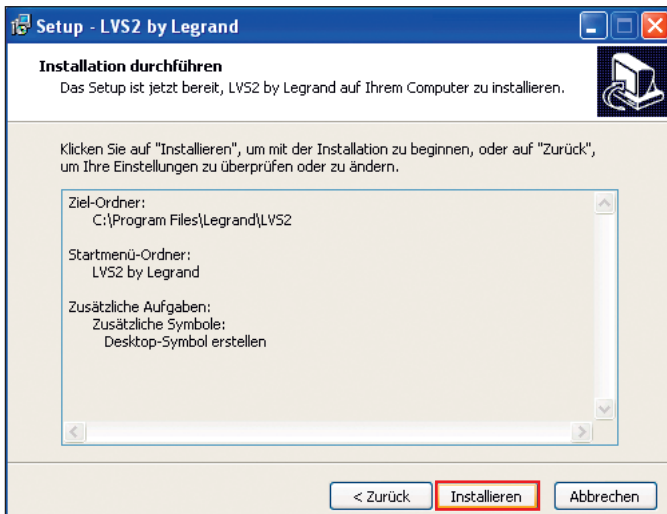 Setup - LVS2 by Legrand
Installation durchführen
Das Setup ist jetzt bereit, LVS2 by Legrand auf Ihrem Computer zu installieren.
Klicken Sie auf "Installieren", um mit der Installation zu beginnen, oder auf "Zurück",
um Ihre Einstellungen zu überprüfen oder zu ändern.
Ziel-Ordner:
C:\Program Files\Legrand\LVS2
Startmenü-Ordner:
LVS2 by Legrand
Zusätzliche Aufgaben:
Zusätzliche Symbole:
Desktop-Symbol erstellen
< Zurück Installieren Abbrechen